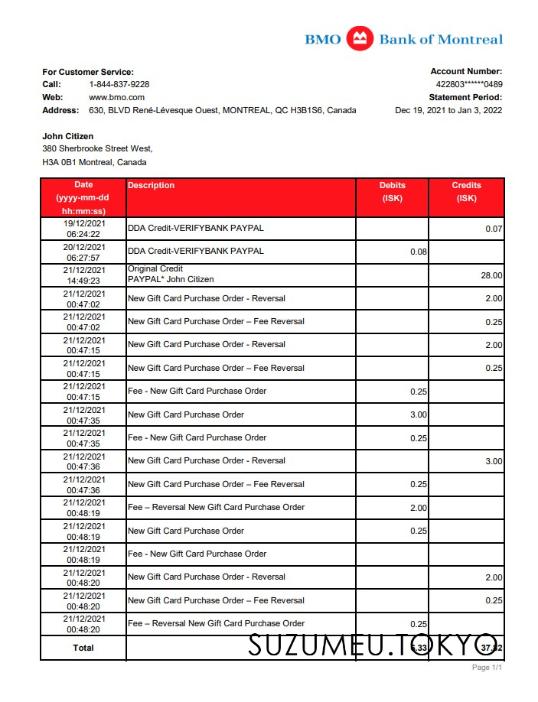 BMO Bank of Montreal
For Customer Service:
Call: 1-844-837-9228
Web: www.bmo.com
Address: 630, BLVD René-Lévesque Ouest, MONTREAL, QC H3B1S6, Canada
Account Number:
422803******0489
Statement Period:
Dec 19, 2021 to Jan 3, 2022
John Citizen
380 Sherbrooke Street West,
H3A 0B1 Montreal, Canada
Date (yyyy-mm-dd hh:mm:ss) Description Debits (ISK) Credits (ISK)
19/12/2021 06:24:22 DDA Credit-VERIFYBANK PAYPAL 0.07
20/12/2021 06:27:57 DDA Credit-VERIFYBANK PAYPAL 0.08
21/12/2021 14:49:23 Original Credit PAYPAL* John Citizen 28.00
21/12/2021 00:47:02 New Gift Card Purchase Order - Reversal 2.00
21/12/2021 00:47:02 New Gift Card Purchase Order – Fee Reversal 0.25
21/12/2021 00:47:15 New Gift Card Purchase Order - Reversal 2.00
21/12/2021 00:47:15 New Gift Card Purchase Order – Fee Reversal 0.25
21/12/2021 00:47:15 Fee - New Gift Card Purchase Order 0.25
21/12/2021 00:47:35 New Gift Card Purchase Order 3.00
21/12/2021 00:47:35 Fee - New Gift Card Purchase Order 0.25
21/12/2021 00:47:36 New Gift Card Purchase Order - Reversal 3.00
21/12/2021 00:47:36 New Gift Card Purchase Order – Fee Reversal 0.25
21/12/2021 00:48:19 Fee – Reversal New Gift Card Purchase Order 2.00
21/12/2021 00:48:19 New Gift Card Purchase Order 0.25
21/12/2021 00:48:19 Fee - New Gift Card Purchase Order
21/12/2021 00:48:20 New Gift Card Purchase Order - Reversal 2.00
21/12/2021 00:48:20 New Gift Card Purchase Order – Fee Reversal 0.25
21/12/2021 00:48:20 Fee – Reversal New Gift Card Purchase Order 0.25
SUZUMEU.TOKYO
Total
Page 1/1